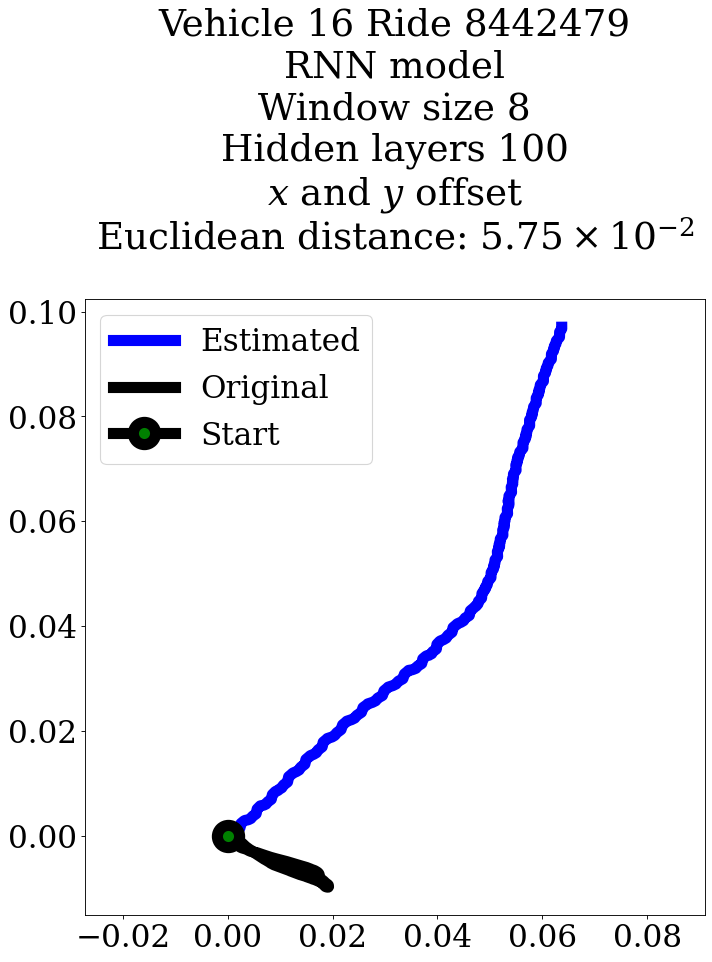 Vehicle 16 Ride 8442479
RNN model
Window size 8
Hidden layers 100
x and y offset
Euclidean distance: 5.75 × 10⁻²
0.10
Estimated
Original
Start
0.08
0.06
0.04
0.02
0.00
−0.02 0.00 0.02 0.04 0.06 0.08